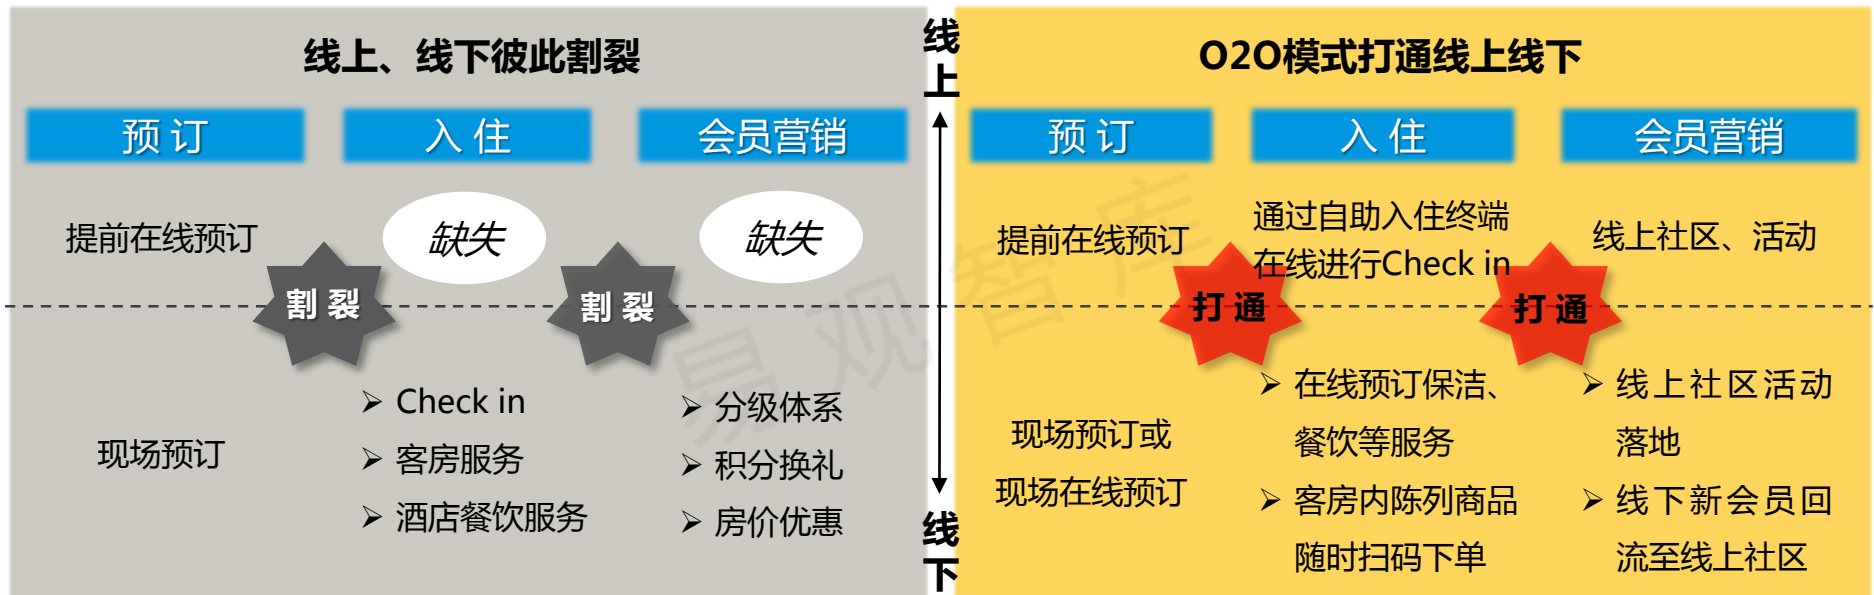 线上、线下彼此割裂
预 订
入 住
会员营销
提前在线预订
缺失
缺失
割 裂
割 裂
现场预订
➢ Check in
➢ 客房服务
➢ 酒店餐饮服务
➢ 分级体系
➢ 积分换礼
➢ 房价优惠
线
上
线
下
O2O模式打通线上线下
预 订
入 住
会员营销
提前在线预订
通过自助入住终端
在线进行Check in
线上社区、活动
打 通
打 通
现场预订或
现场在线预订
➢ 在线预订保洁、
餐饮等服务
➢ 客房内陈列商品
随时扫码下单
➢ 线上社区活动
落地
➢ 线下新会员回
流至线上社区
易观智库